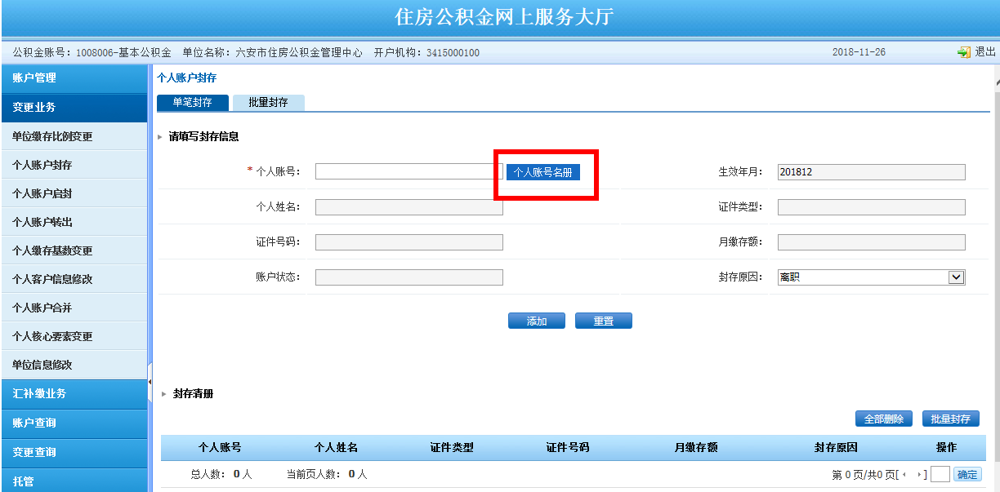 住房公积金网上服务大厅
公积金账号：1008006-基本公积金 单位名称：六安市住房公积金管理中心 开户机构：3415000100 2018-11-26 退出
账户管理
变更业务
单位缴存比例变更
个人账户封存
个人账户启封
个人账户转出
个人缴存基数变更
个人客户信息修改
个人账户合并
个人核心要素变更
单位信息修改
汇补缴业务
账户查询
变更查询
托管
个人账户封存
单笔封存 批量封存
请填写封存信息
* 个人账号： 个人账号名册 生效年月： 201812
个人姓名： 证件类型：
证件号码： 月缴存额：
账户状态： 封存原因： 离职
添加 重置
封存清册
全部删除 批量封存
个人账号 个人姓名 证件类型 证件号码 月缴存额 封存原因 操作
总人数： 0 人 当前页人数： 0 人 第 0 页/共0 页[ ] 确定